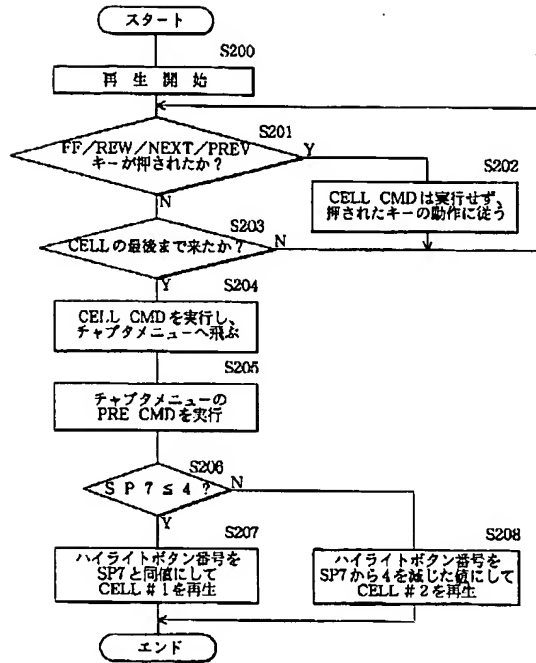 スタート
S200
再生開始
S201
FF/REW/NEXT/PREV
キーが押されたか?
Y
N
S202
CELL CMDは実行せず、
押されたキーの動作に従う
S203
CELLの最後まで来たか?
N
Y
S204
CELL CMDを実行し、
チャプタメニューへ飛ぶ
S205
チャプタメニューの
PRE CMDを実行
S206
SP7≦4?
N
Y
S207
ハイライトボタン番号を
SP7と同値にして
CELL#1を再生
S208
ハイライトボタン番号を
SP7から4を減じた値にして
CELL#2を再生
エンド